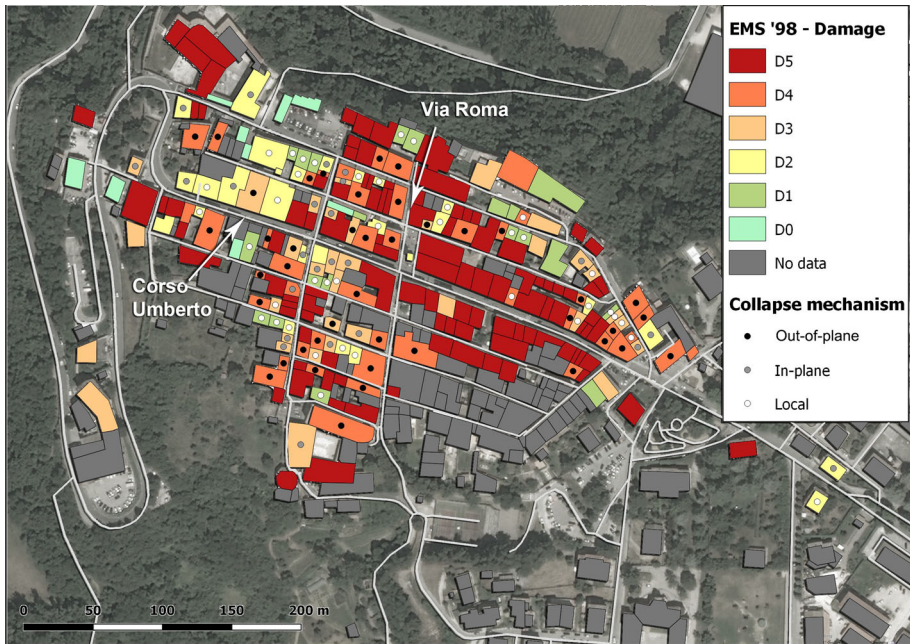 EMS '98 - Damage
D5
D4
D3
D2
D1
D0
No data
Collapse mechanism
Out-of-plane
In-plane
Local
Via Roma
Corso
Umberto
0 50 100 150 200 m